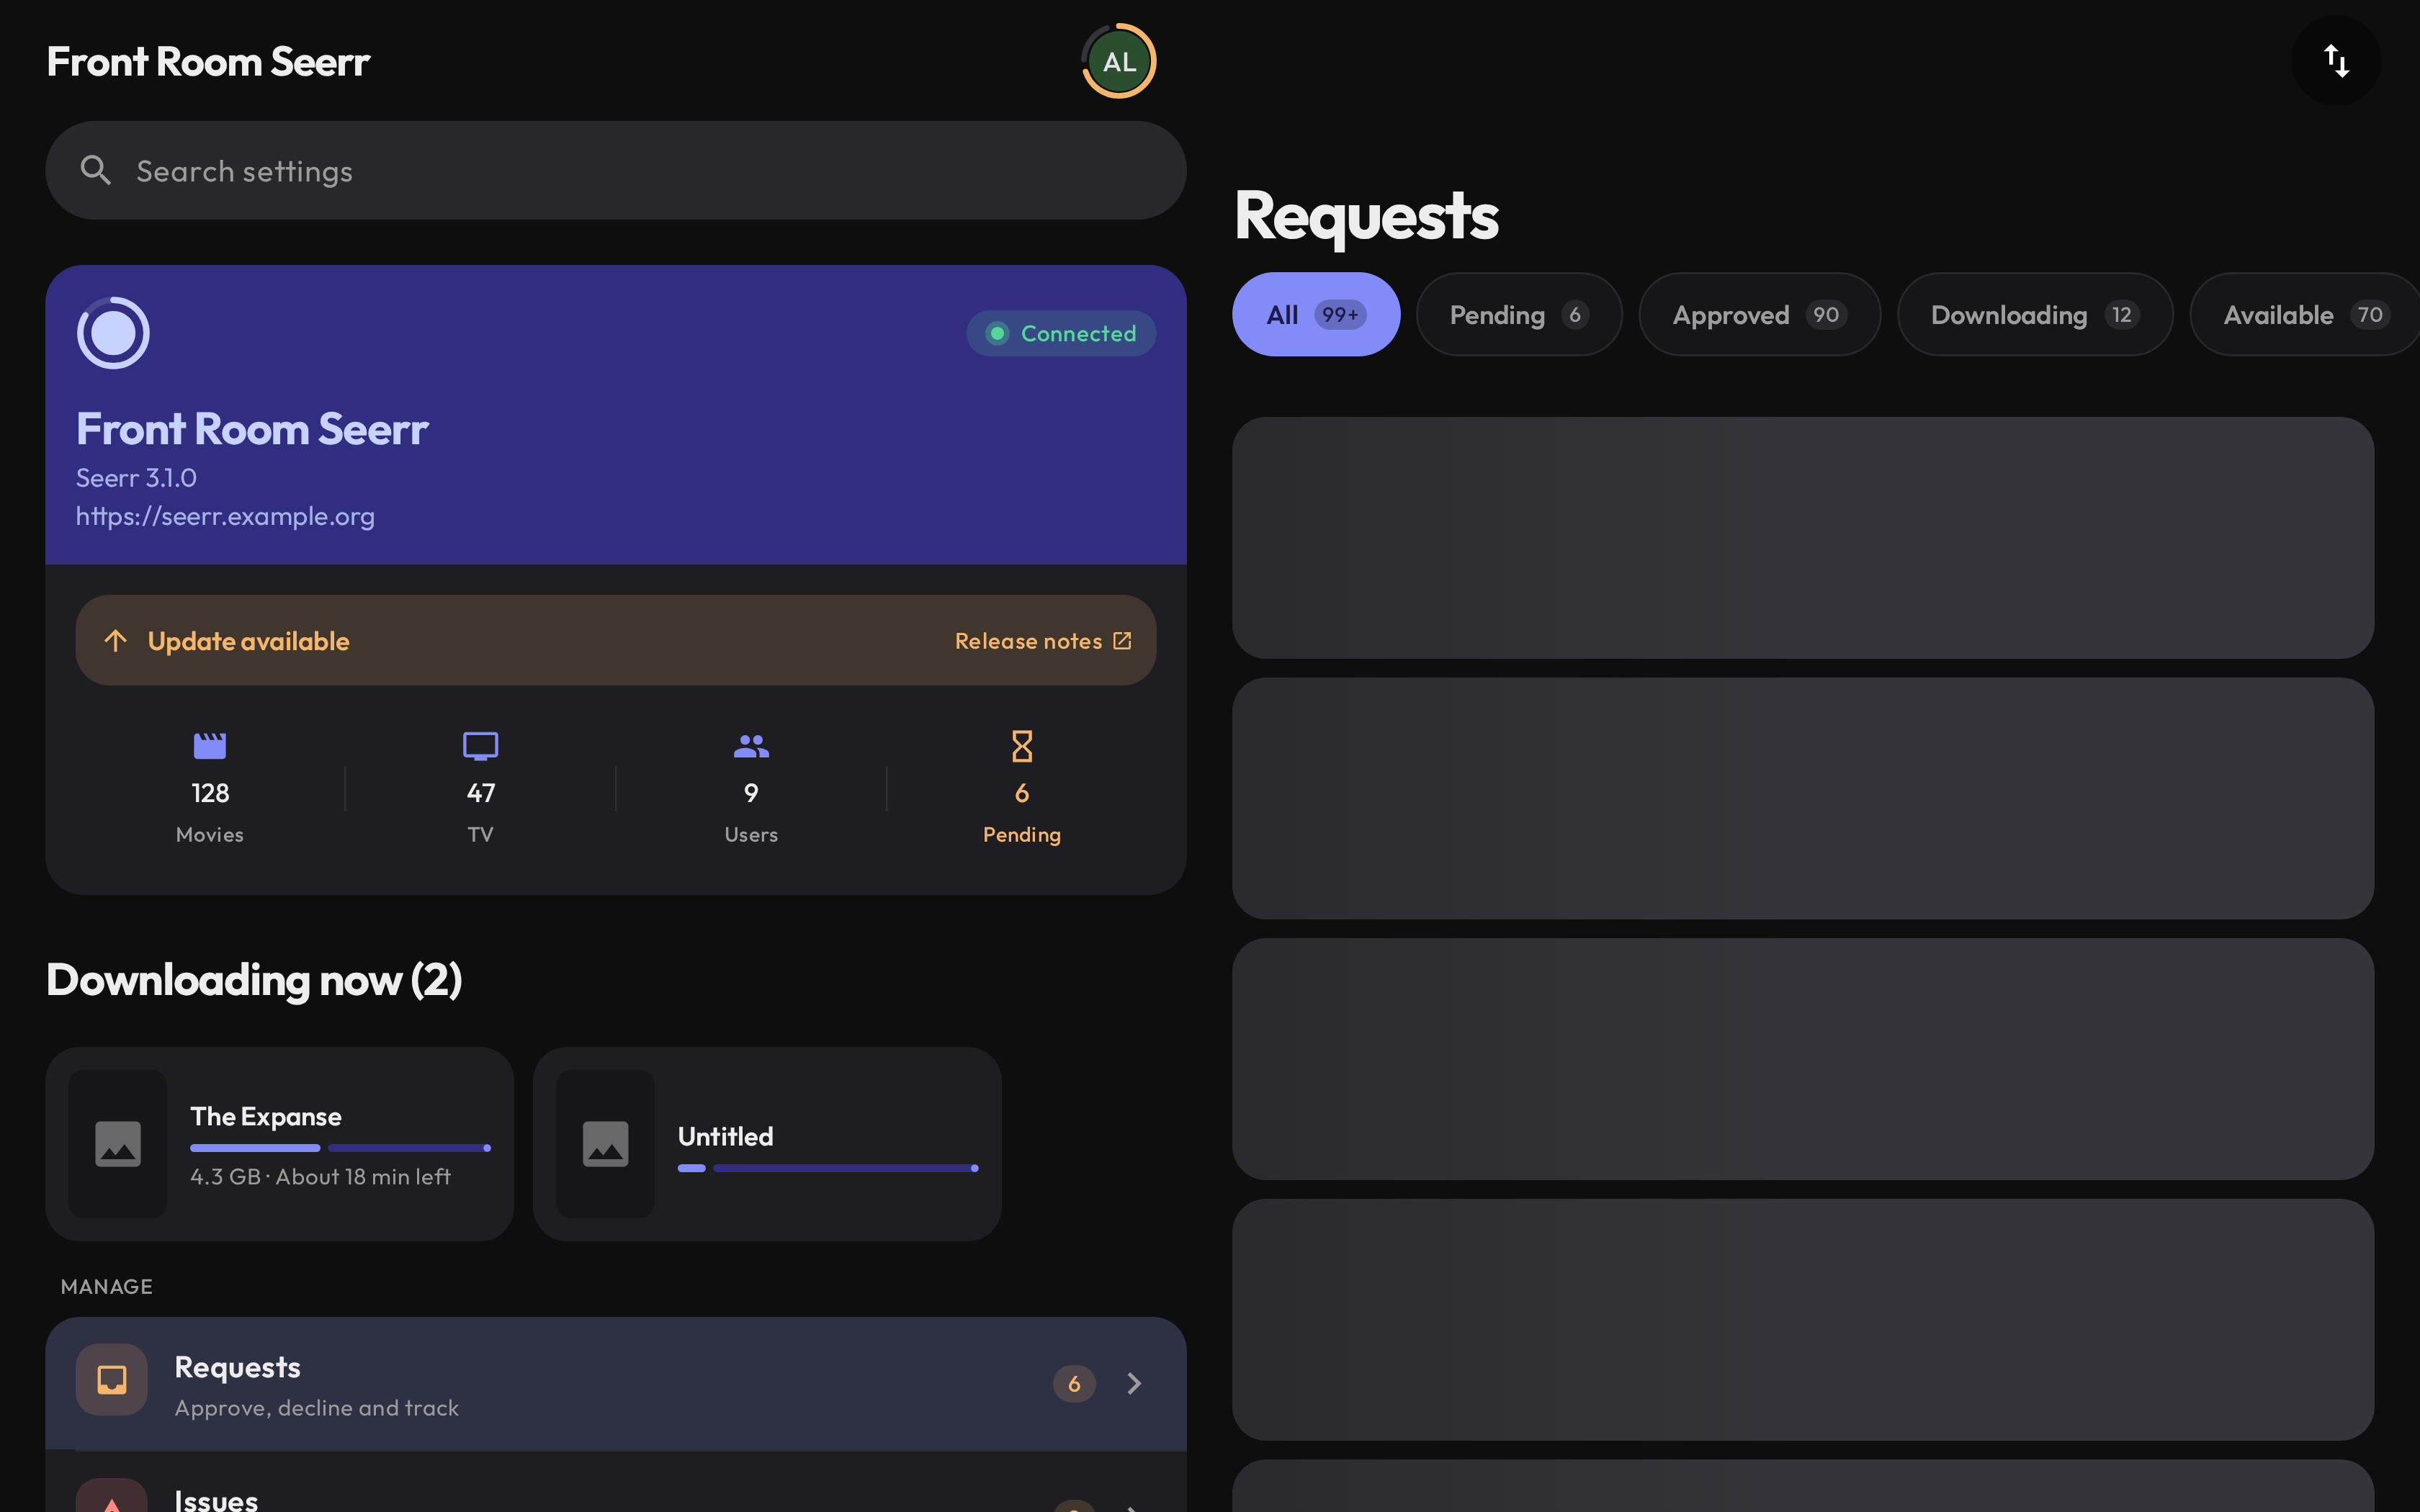 Front Room Seerr
AL
Search settings
Connected
Front Room Seerr
Seerr 3.1.0
https://seerr.example.org
Update available
Release notes
128
Movies
47
TV
9
Users
6
Pending
Downloading now (2)
The Expanse
4.3 GB · About 18 min left
Untitled
MANAGE
Requests
Approve, decline and track
6
Issues
Requests
All 99+
Pending 6
Approved 90
Downloading 12
Available 70